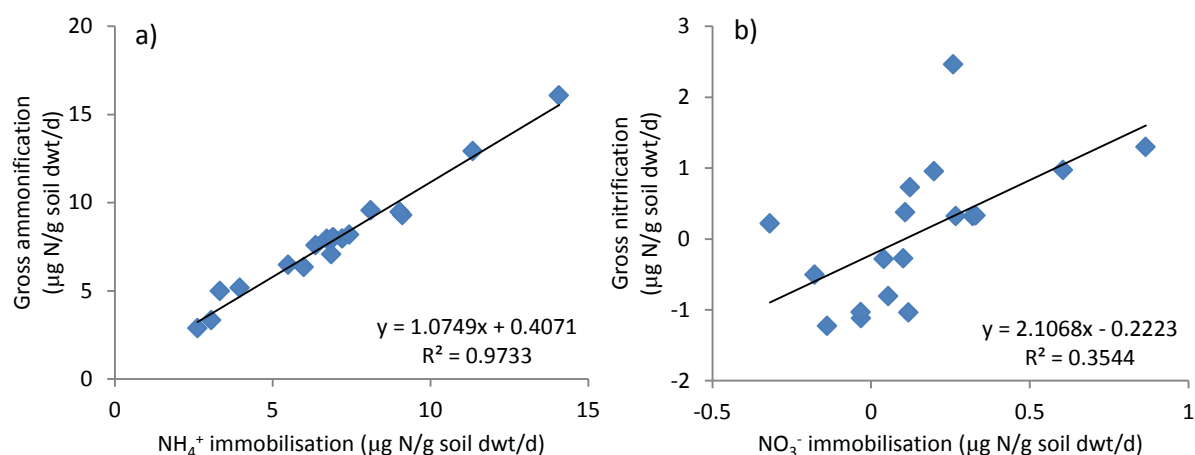 a)
Gross ammonification
(µg N/g soil dwt/d)
20
15
10
5
0
0
5
10
15
y = 1.0749x + 0.4071
R² = 0.9733
NH₄⁺ immobilisation (µg N/g soil dwt/d)
b)
Gross nitrification
(µg N/g soil dwt/d)
3
2
1
0
-1
-2
-0.5
0
0.5
1
y = 2.1068x - 0.2223
R² = 0.3544
NO₃⁻ immobilisation (µg N/g soil dwt/d)